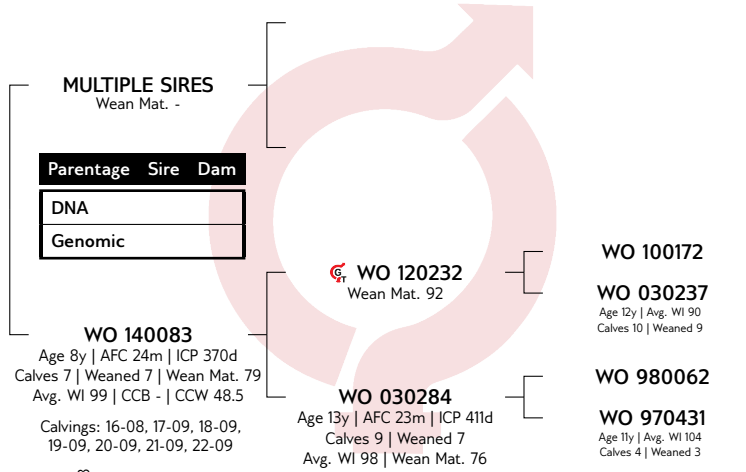 MULTIPLE SIRES
Wean Mat. -
Parentage Sire Dam
DNA
Genomic
WO 140083
Age 8y | AFC 24m | ICP 370d
Calves 7 | Weaned 7 | Wean Mat. 79
Avg. WI 99 | CCB - | CCW 48.5
Calvings: 16-08, 17-09, 18-09,
19-09, 20-09, 21-09, 22-09
GT WO 120232
Wean Mat. 92
WO 030284
Age 13y | AFC 23m | ICP 411d
Calves 9 | Weaned 7
Avg. WI 98 | Wean Mat. 76
WO 100172
WO 030237
Age 12y | Avg. WI 90
Calves 10 | Weaned 9
WO 980062
WO 970431
Age 11y | Avg. WI 104
Calves 4 | Weaned 3